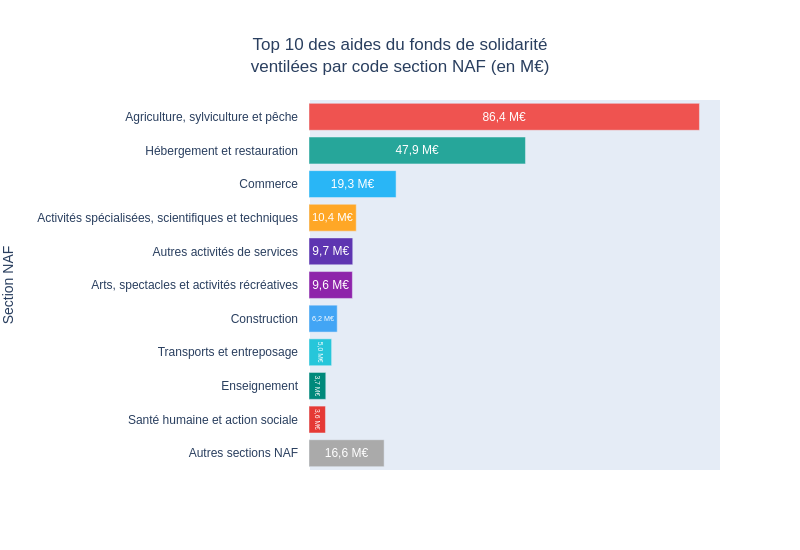 Top 10 des aides du fonds de solidarité
ventilées par code section NAF (en M€)
Section NAF
Agriculture, sylviculture et pêche 86,4 M€
Hébergement et restauration 47,9 M€
Commerce 19,3 M€
Activités spécialisées, scientifiques et techniques 10,4 M€
Autres activités de services 9,7 M€
Arts, spectacles et activités récréatives 9,6 M€
Construction 6,2 M€
Transports et entreposage 5,0 M€
Enseignement 3,7 M€
Santé humaine et action sociale 3,6 M€
Autres sections NAF 16,6 M€